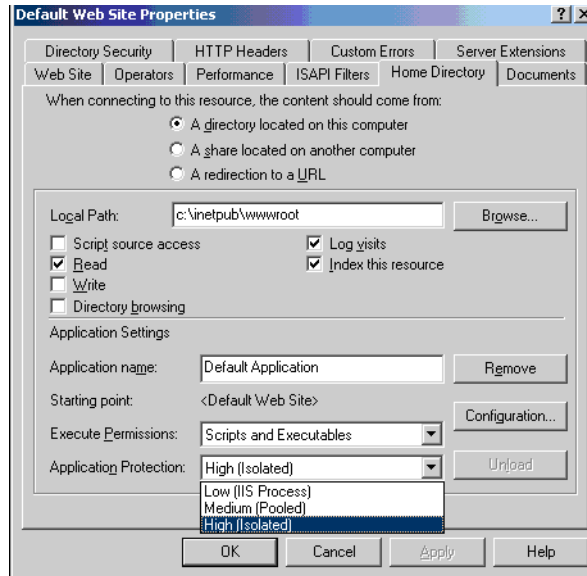 Default Web Site Properties
Directory Security HTTP Headers Custom Errors Server Extensions
Web Site Operators Performance ISAPI Filters Home Directory Documents
When connecting to this resource, the content should come from:
A directory located on this computer
A share located on another computer
A redirection to a URL
Local Path: c:\inetpub\wwwroot Browse...
Script source access Log visits
Read Index this resource
Write
Directory browsing
Application Settings
Application name: Default Application Remove
Starting point: <Default Web Site>
Configuration...
Execute Permissions: Scripts and Executables
Application Protection: High (Isolated) Unload
Low (IIS Process)
Medium (Pooled)
High (Isolated)
OK Cancel Apply Help